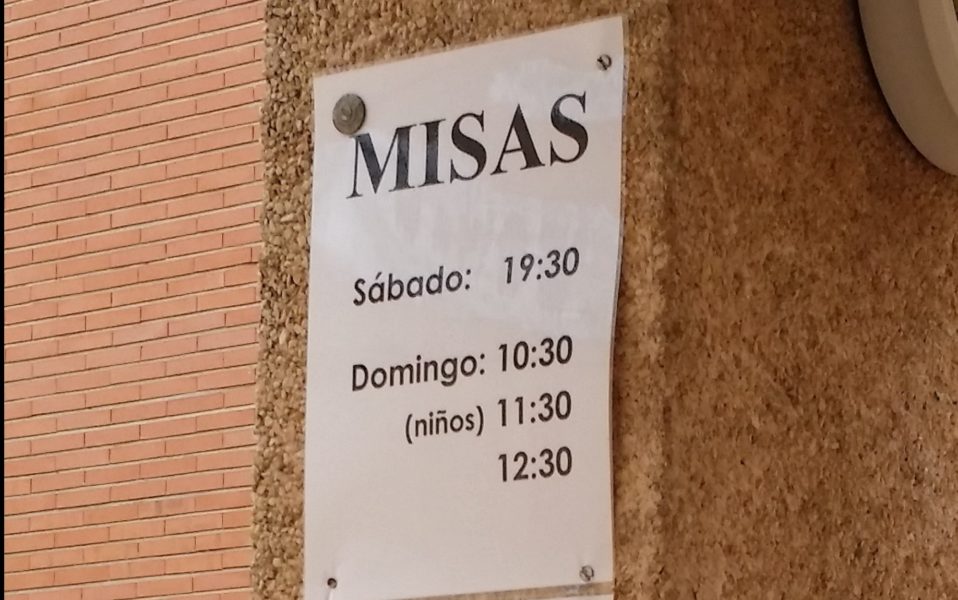 MISAS
Sábado: 19:30
Domingo: 10:30
(niños) 11:30
12:30